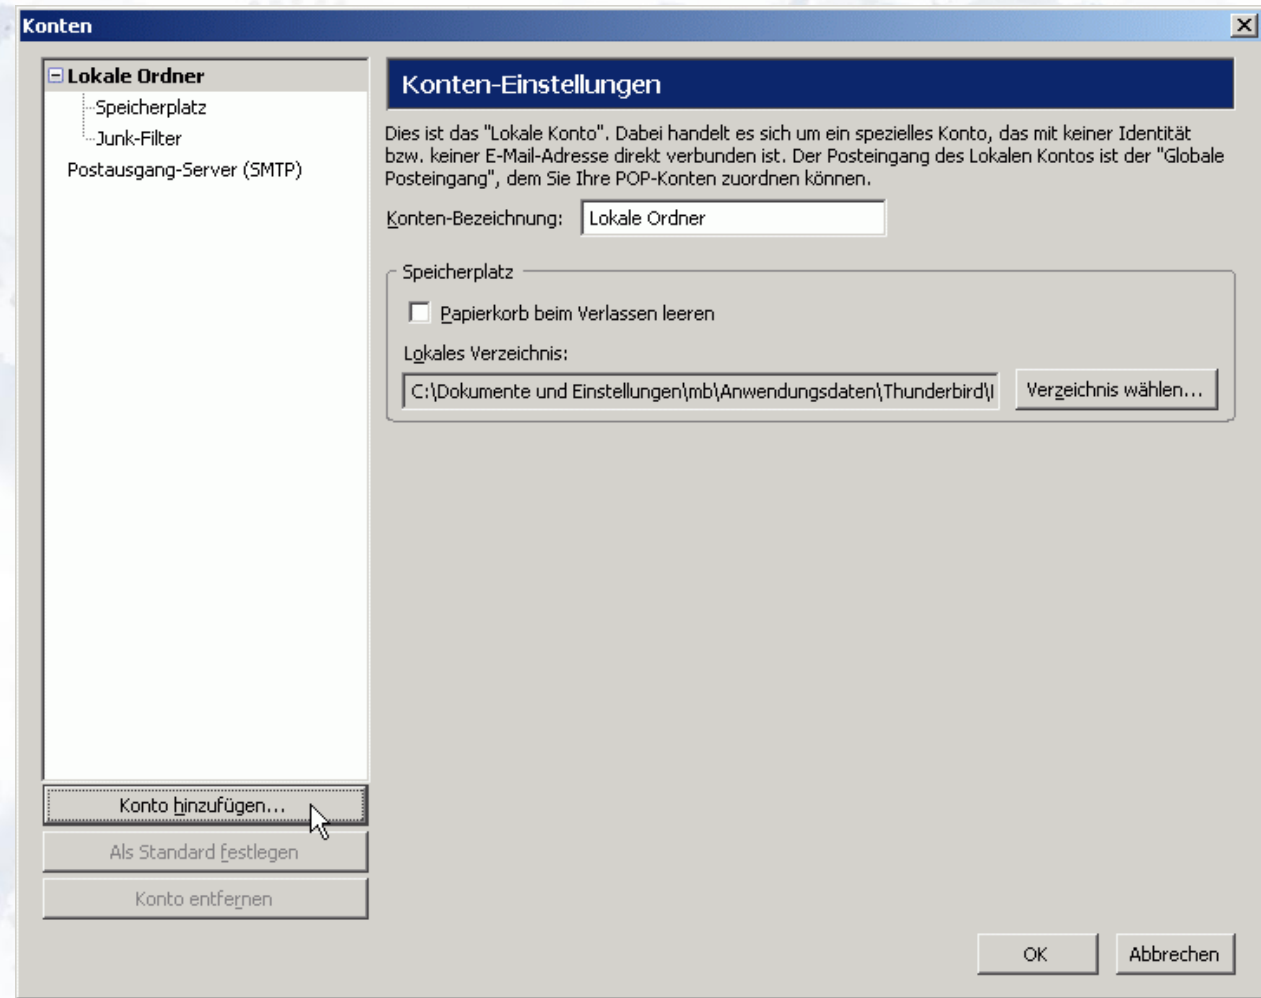 Konten
Lokale Ordner
Speicherplatz
Junk-Filter
Postausgang-Server (SMTP)
Konto hinzufügen...
Als Standard festlegen
Konto entfernen
Konten-Einstellungen
Dies ist das "Lokale Konto". Dabei handelt es sich um ein spezielles Konto, das mit keiner Identität
bzw. keiner E-Mail-Adresse direkt verbunden ist. Der Posteingang des Lokalen Kontos ist der "Globale
Posteingang", dem Sie Ihre POP-Konten zuordnen können.
Konten-Bezeichnung: Lokale Ordner
Speicherplatz
Papierkorb beim Verlassen leeren
Lokales Verzeichnis:
C:\Dokumente und Einstellungen\mb\Anwendungsdaten\Thunderbird\ Verzeichnis wählen...
OK Abbrechen